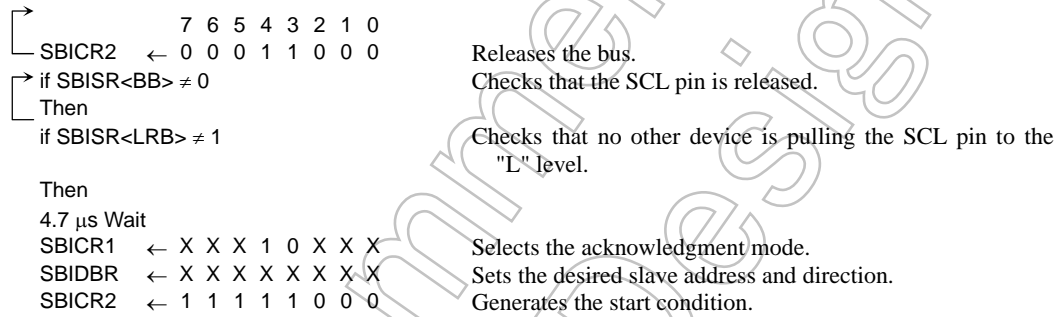 7 6 5 4 3 2 1 0
SBICR2 ← 0 0 0 1 1 0 0 0 Releases the bus.
if SBISR<BB> ≠ 0 Checks that the SCL pin is released.
Then
if SBISR<LRB> ≠ 1 Checks that no other device is pulling the SCL pin to the
"L" level.
Then
4.7 μs Wait
SBICR1 ← X X X 1 0 X X X Selects the acknowledgment mode.
SBIDBR ← X X X X X X X X Sets the desired slave address and direction.
SBICR2 ← 1 1 1 1 1 0 0 0 Generates the start condition.